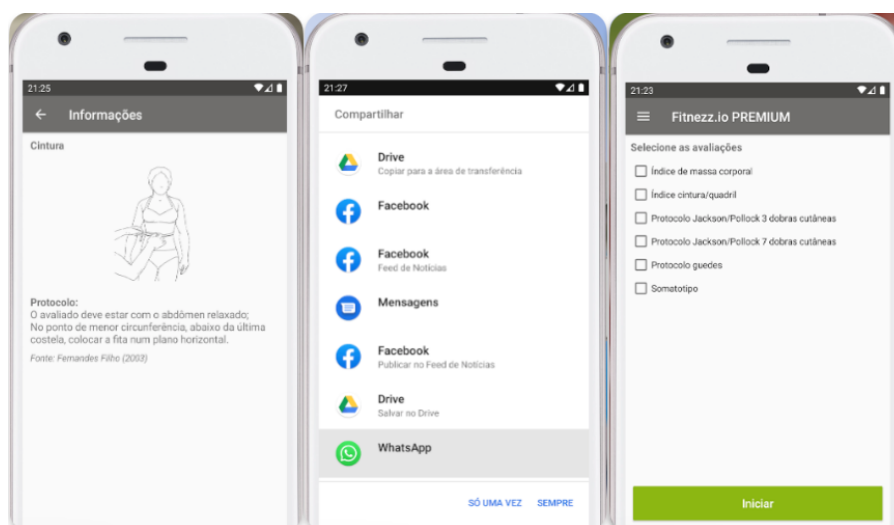 21:25
Informações
Cintura
Protocolo:
O avaliado deve estar com o abdômen relaxado;
No ponto de menor circunferência, abaixo da última
costela, colocar a fita num plano horizontal.
Fonte: Fernandes Filho (2003)
21:27
Compartilhar
Drive
Copiar para a área de transferência
Facebook
Facebook
Feed de Notícias
Mensagens
Facebook
Publicar no Feed de Notícias
Drive
Salvar no Drive
WhatsApp
SÓ UMA VEZ SEMPRE
21:23
Fitnezz.io PREMIUM
Selecione as avaliações
Índice de massa corporal
Índice cintura/quadril
Protocolo Jackson/Pollock 3 dobras cutâneas
Protocolo Jackson/Pollock 7 dobras cutâneas
Protocolo guedes
Somatotipo
Iniciar